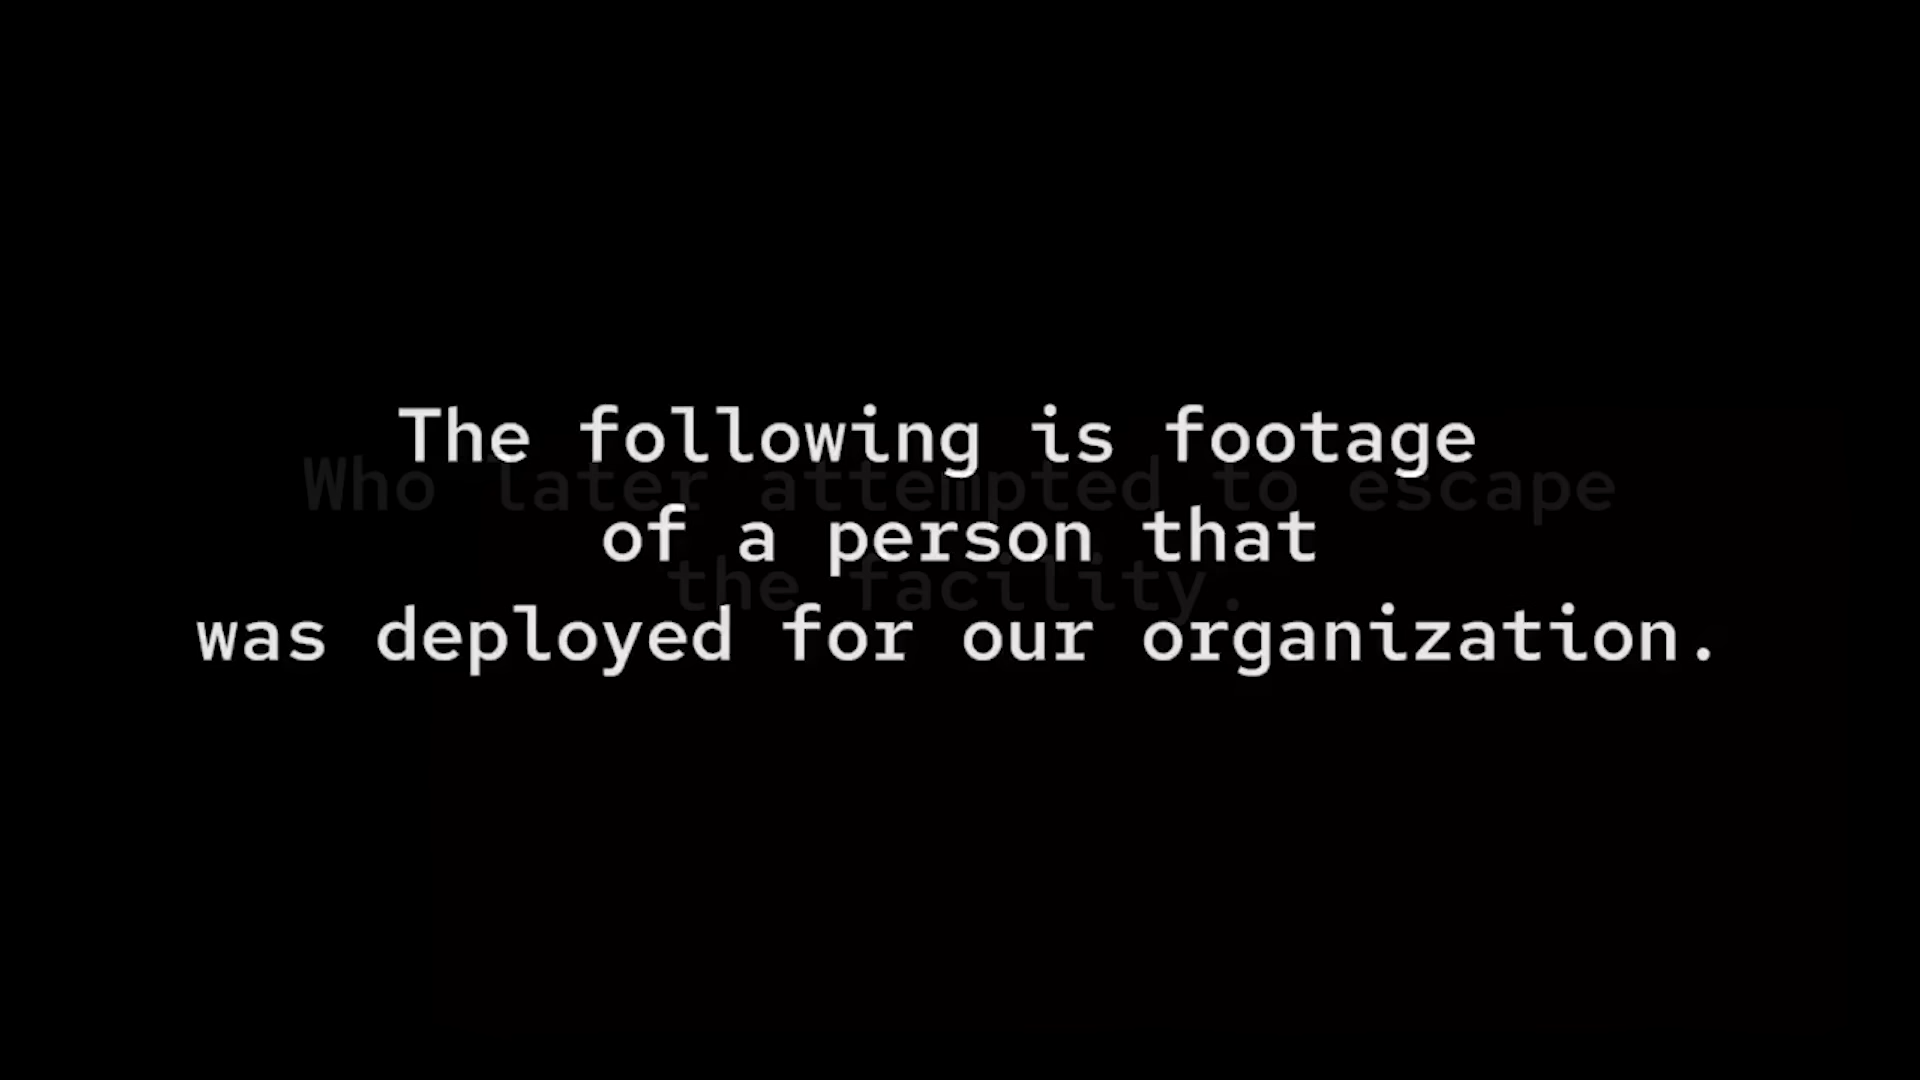 The following is footage
of a person that
was deployed for our organization.
Who later attempted to escape
the facility.